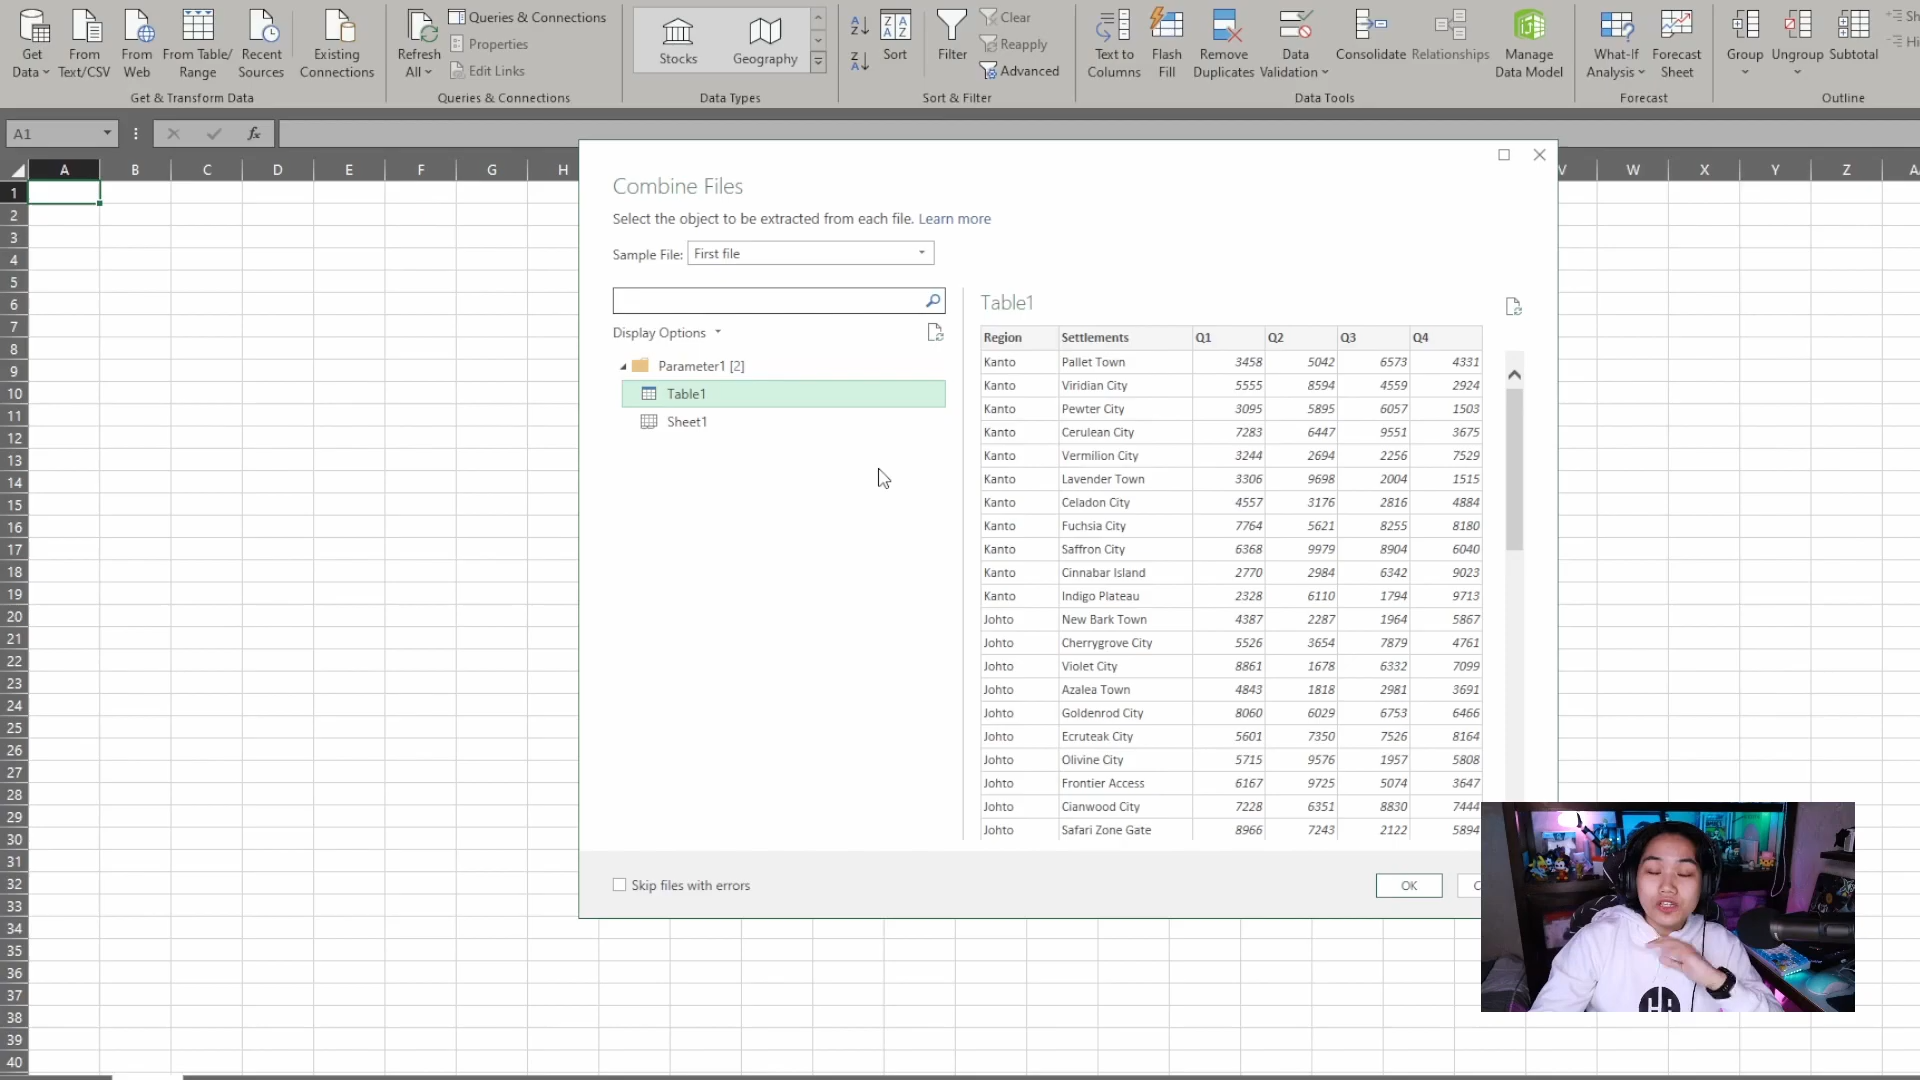 Get Data
From Text/CSV
From Web
From Table/ Range
Recent Sources
Existing Connections
Get & Transform Data
Refresh All
Queries & Connections
Properties
Edit Links
Queries & Connections
Stocks
Geography
Data Types
Sort
Filter
Clear
Reapply
Advanced
Sort & Filter
Text to Columns
Flash Fill
Remove Duplicates
Data Validation
Consolidate
Relationships
Manage Data Model
Data Tools
What-If Analysis
Forecast Sheet
Forecast
Group
Ungroup
Subtotal
Outline
A1
fx
A B C D E F G H V W X Y Z
1
2
3
4
5
6
7
8
9
10
11
12
13
14
15
16
17
18
19
20
21
22
23
24
25
26
27
28
29
30
31
32
33
34
35
36
37
38
39
40
Combine Files
Select the object to be extracted from each file. Learn more
Sample File: First file
Display Options
Parameter1 [2]
Table1
Sheet1
Table1
Region Settlements Q1 Q2 Q3 Q4
Kanto Pallet Town 3458 5042 6573 4331
Kanto Viridian City 5555 8594 4559 2924
Kanto Pewter City 3095 5895 6057 1503
Kanto Cerulean City 7283 6447 9551 3675
Kanto Vermilion City 3244 2694 2256 7529
Kanto Lavender Town 3306 9698 2004 1515
Kanto Celadon City 4557 3176 2816 4884
Kanto Fuchsia City 7764 5621 8255 8180
Kanto Saffron City 6368 9979 8904 6040
Kanto Cinnabar Island 2770 2984 6342 9023
Kanto Indigo Plateau 2328 6110 1794 9713
Johto New Bark Town 4387 2287 1964 5867
Johto Cherrygrove City 5526 3654 7879 4761
Johto Violet City 8861 1678 6332 7099
Johto Azalea Town 4843 1818 2981 3691
Johto Goldenrod City 8060 6029 6753 6466
Johto Ecruteak City 5601 7350 7526 8164
Johto Olivine City 5715 9576 1957 5808
Johto Frontier Access 6167 9725 5074 3647
Johto Cianwood City 7228 6351 8830 7444
Johto Safari Zone Gate 8966 7243 2122 5894
Skip files with errors
OK